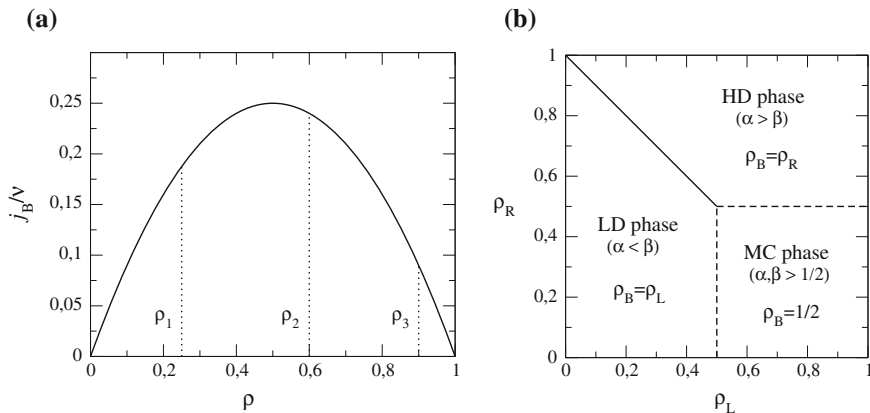 (a)
0,25
0,2
0,15
0,1
0,05
0
j_B/ν
ρ₁
ρ₂
ρ₃
0
0,2
0,4
0,6
0,8
1
ρ
(b)
1
0,8
0,6
0,4
0,2
0
ρ_R
HD phase
(α > β)
ρ_B=ρ_R
LD phase
(α < β)
ρ_B=ρ_L
MC phase
(α,β > 1/2)
ρ_B=1/2
0
0,2
0,4
0,6
0,8
1
ρ_L